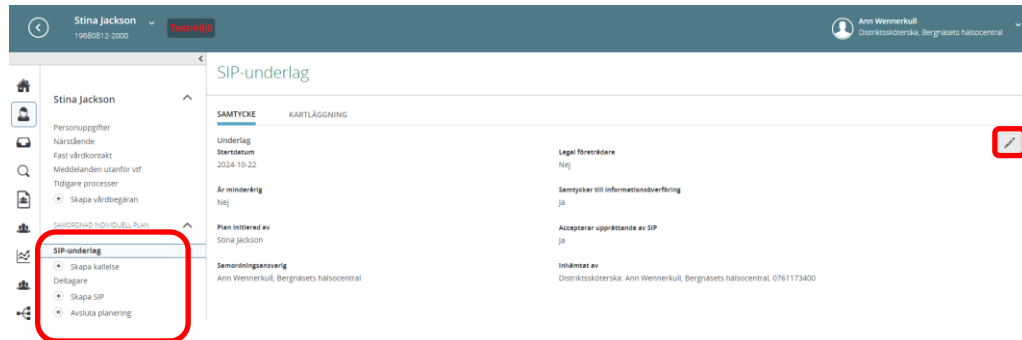 Stina Jackson
19680812-2000
Testmiljö
Ann Wennerkull
Distriktssköterska, Bergnäsets hälsocentral
Stina Jackson
Personuppgifter
Närstående
Fast vårdkontakt
Meddelanden utanför vtf
Tidigare processer
Skapa vårdbegäran
SAMORDNAD INDIVIDUELL PLAN
SIP-underlag
Skapa kallelse
Deltagare
Skapa SIP
Avsluta planering
SIP-underlag
SAMTYCKE KARTLÄGGNING
Underlag
Startdatum
2024-10-22
Är minderårig
Nej
Plan initierad av
Stina Jackson
Samordningsansvarig
Ann Wennerkull, Bergnäsets hälsocentral
Legal företrädare
Nej
Samtycker till informationsöverföring
Ja
Accepterar upprättande av SIP
Ja
Inhämtat av
Distriktssköterska: Ann Wennerkull, Bergnäsets hälsocentral, 0761173400